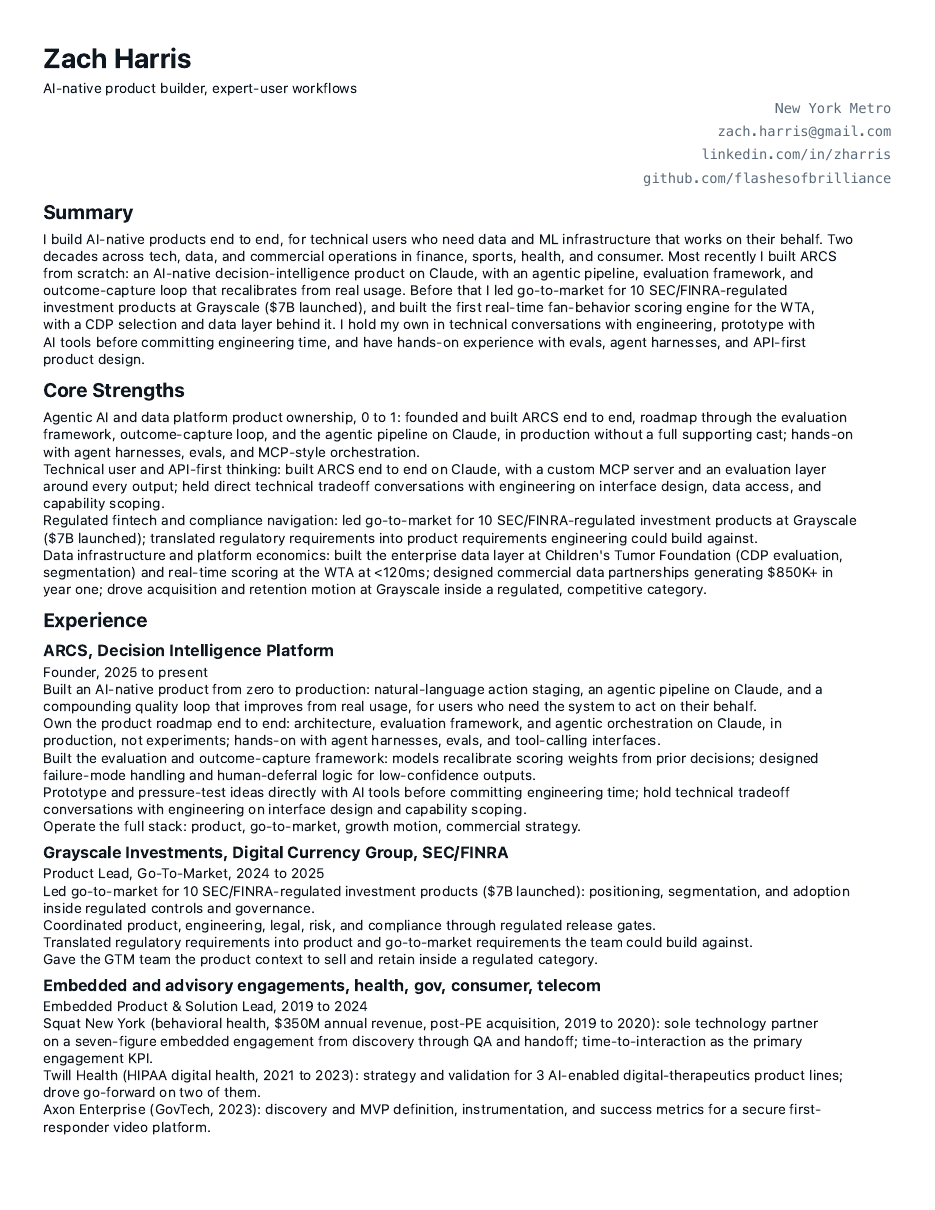 Zach Harris
AI-native product builder, expert-user workflows
New York Metro
zach.harris@gmail.com
linkedin.com/in/zharris
github.com/flashesofbrilliance
Summary
I build AI-native products end to end, for technical users who need data and ML infrastructure that works on their behalf. Two
decades across tech, data, and commercial operations in finance, sports, health, and consumer. Most recently I built ARCS
from scratch: an AI-native decision-intelligence product on Claude, with an agentic pipeline, evaluation framework, and
outcome-capture loop that recalibrates from real usage. Before that I led go-to-market for 10 SEC/FINRA-regulated
investment products at Grayscale ($7B launched), and built the first real-time fan-behavior scoring engine for the WTA,
with a CDP selection and data layer behind it. I hold my own in technical conversations with engineering, prototype with
AI tools before committing engineering time, and have hands-on experience with evals, agent harnesses, and API-first
product design.
Core Strengths
Agentic AI and data platform product ownership, 0 to 1: founded and built ARCS end to end, roadmap through the evaluation
framework, outcome-capture loop, and the agentic pipeline on Claude, in production without a full supporting cast; hands-on
with agent harnesses, evals, and MCP-style orchestration.
Technical user and API-first thinking: built ARCS end to end on Claude, with a custom MCP server and an evaluation layer
around every output; held direct technical tradeoff conversations with engineering on interface design, data access, and
capability scoping.
Regulated fintech and compliance navigation: led go-to-market for 10 SEC/FINRA-regulated investment products at Grayscale
($7B launched); translated regulatory requirements into product requirements engineering could build against.
Data infrastructure and platform economics: built the enterprise data layer at Children's Tumor Foundation (CDP evaluation,
segmentation) and real-time scoring at the WTA at <120ms; designed commercial data partnerships generating $850K+ in
year one; drove acquisition and retention motion at Grayscale inside a regulated, competitive category.
Experience
ARCS, Decision Intelligence Platform
Founder, 2025 to present
Built an AI-native product from zero to production: natural-language action staging, an agentic pipeline on Claude, and a
compounding quality loop that improves from real usage, for users who need the system to act on their behalf.
Own the product roadmap end to end: architecture, evaluation framework, and agentic orchestration on Claude, in
production, not experiments; hands-on with agent harnesses, evals, and tool-calling interfaces.
Built the evaluation and outcome-capture framework: models recalibrate scoring weights from prior decisions; designed
failure-mode handling and human-deferral logic for low-confidence outputs.
Prototype and pressure-test ideas directly with AI tools before committing engineering time; hold technical tradeoff
conversations with engineering on interface design and capability scoping.
Operate the full stack: product, go-to-market, growth motion, commercial strategy.
Grayscale Investments, Digital Currency Group, SEC/FINRA
Product Lead, Go-To-Market, 2024 to 2025
Led go-to-market for 10 SEC/FINRA-regulated investment products ($7B launched): positioning, segmentation, and adoption
inside regulated controls and governance.
Coordinated product, engineering, legal, risk, and compliance through regulated release gates.
Translated regulatory requirements into product and go-to-market requirements the team could build against.
Gave the GTM team the product context to sell and retain inside a regulated category.
Embedded and advisory engagements, health, gov, consumer, telecom
Embedded Product & Solution Lead, 2019 to 2024
Squat New York (behavioral health, $350M annual revenue, post-PE acquisition, 2019 to 2020): sole technology partner
on a seven-figure embedded engagement from discovery through QA and handoff; time-to-interaction as the primary
engagement KPI.
Twill Health (HIPAA digital health, 2021 to 2023): strategy and validation for 3 AI-enabled digital-therapeutics product lines;
drove go-forward on two of them.
Axon Enterprise (GovTech, 2023): discovery and MVP definition, instrumentation, and success metrics for a secure first-
responder video platform.